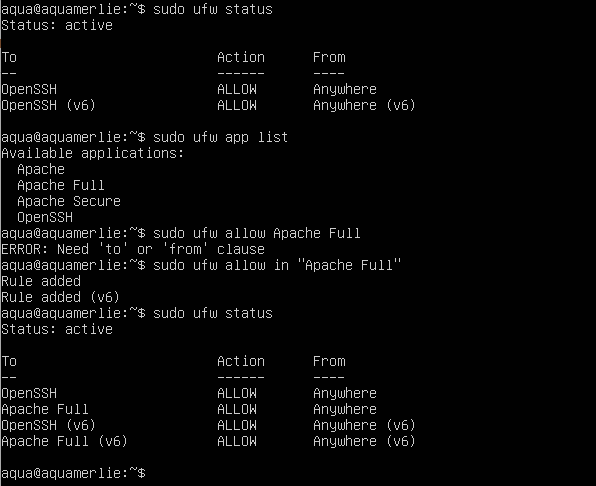 aqua@aquamerlie:~$ sudo ufw status
Status: active
To                         Action      From
--                         ------      ----
OpenSSH                    ALLOW       Anywhere
OpenSSH (v6)               ALLOW       Anywhere (v6)
aqua@aquamerlie:~$ sudo ufw app list
Available applications:
  Apache
  Apache Full
  Apache Secure
  OpenSSH
aqua@aquamerlie:~$ sudo ufw allow Apache Full
ERROR: Need 'to' or 'from' clause
aqua@aquamerlie:~$ sudo ufw allow in "Apache Full"
Rule added
Rule added (v6)
aqua@aquamerlie:~$ sudo ufw status
Status: active
To                         Action      From
--                         ------      ----
OpenSSH                    ALLOW       Anywhere
Apache Full                ALLOW       Anywhere
OpenSSH (v6)               ALLOW       Anywhere (v6)
Apache Full (v6)           ALLOW       Anywhere (v6)
aqua@aquamerlie:~$